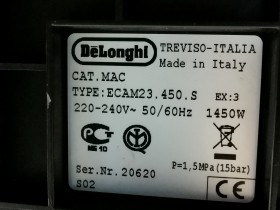 DeLonghi TREVISO-ITALIA
Made in Italy
CAT.MAC
TYPE:ECAM23.450.S EX:3
220-240V~ 50/60Hz 1450W
ME10
Ser.Nr.20620 P=1,5MPa(15bar)
S02 CE